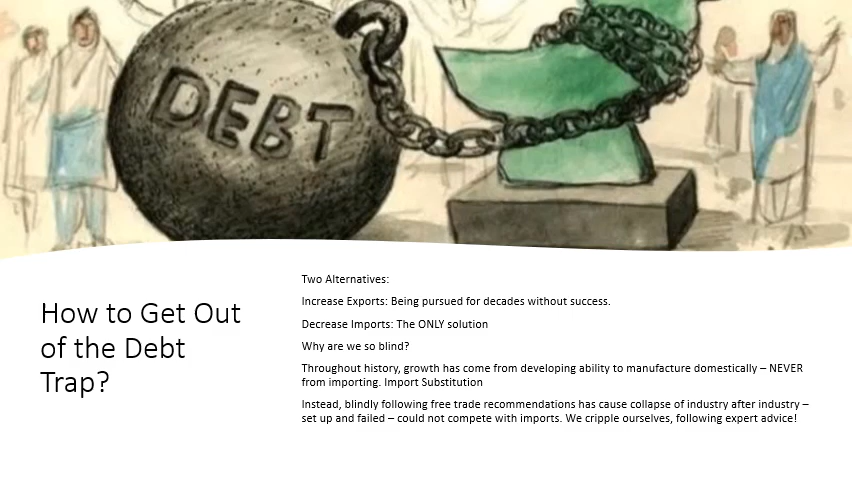 DEBT
How to Get Out
of the Debt
Trap?
Two Alternatives:
Increase Exports: Being pursued for decades without success.
Decrease Imports: The ONLY solution
Why are we so blind?
Throughout history, growth has come from developing ability to manufacture domestically – NEVER
from importing. Import Substitution
Instead, blindly following free trade recommendations has cause collapse of industry after industry –
set up and failed – could not compete with imports. We cripple ourselves, following expert advice!